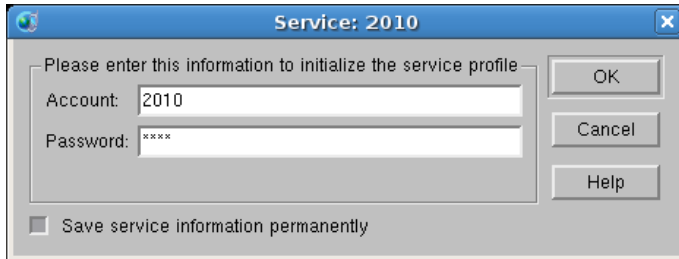 Service: 2010
Please enter this information to initialize the service profile
Account: 2010
Password: ****
OK
Cancel
Help
Save service information permanently